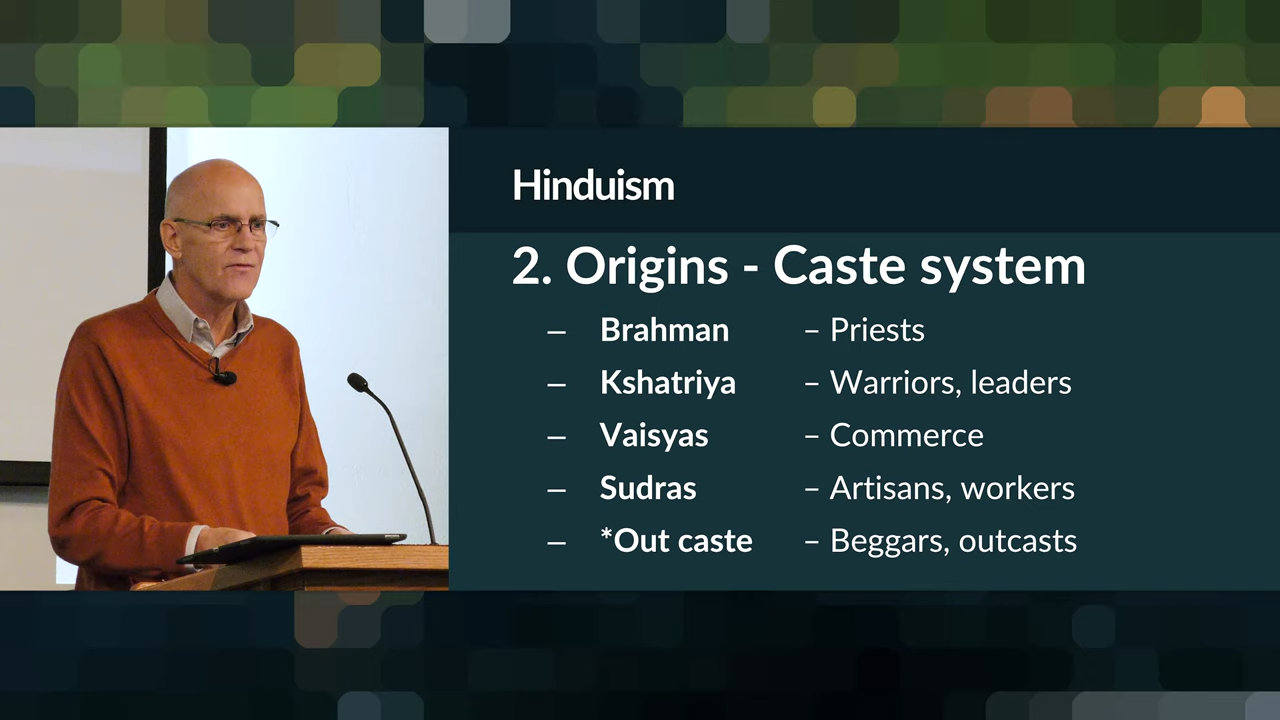 Hinduism
2. Origins - Caste system
– Brahman – Priests
– Kshatriya – Warriors, leaders
– Vaisyas – Commerce
– Sudras – Artisans, workers
– *Out caste – Beggars, outcasts